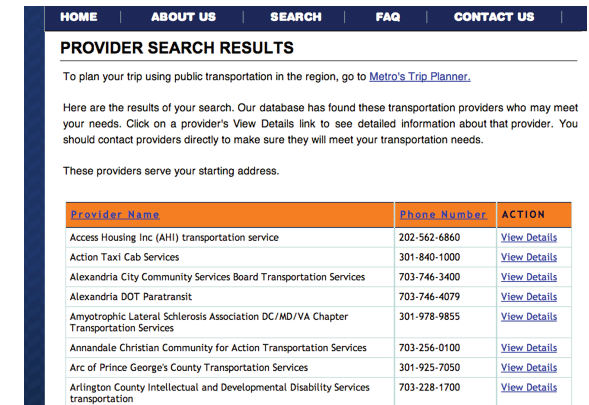 HOME | ABOUT US | SEARCH | FAQ | CONTACT US |
PROVIDER SEARCH RESULTS
To plan your trip using public transportation in the region, go to Metro's Trip Planner.
Here are the results of your search. Our database has found these transportation providers who may meet
your needs. Click on a provider's View Details link to see detailed information about that provider. You
should contact providers directly to make sure they will meet your transportation needs.
These providers serve your starting address.
Provider Name Phone Number ACTION
Access Housing Inc (AHI) transportation service 202-562-6860 View Details
Action Taxi Cab Services 301-840-1000 View Details
Alexandria City Community Services Board Transportation Services 703-746-3400 View Details
Alexandria DOT Paratransit 703-746-4079 View Details
Amyotrophic Lateral Schlerosis Association DC/MD/VA Chapter 301-978-9855 View Details
Transportation Services
Annandale Christian Community for Action Transportation Services 703-256-0100 View Details
Arc of Prince George's County Transportation Services 301-925-7050 View Details
Arlington County Intellectual and Developmental Disability Services 703-228-1700 View Details
transportation